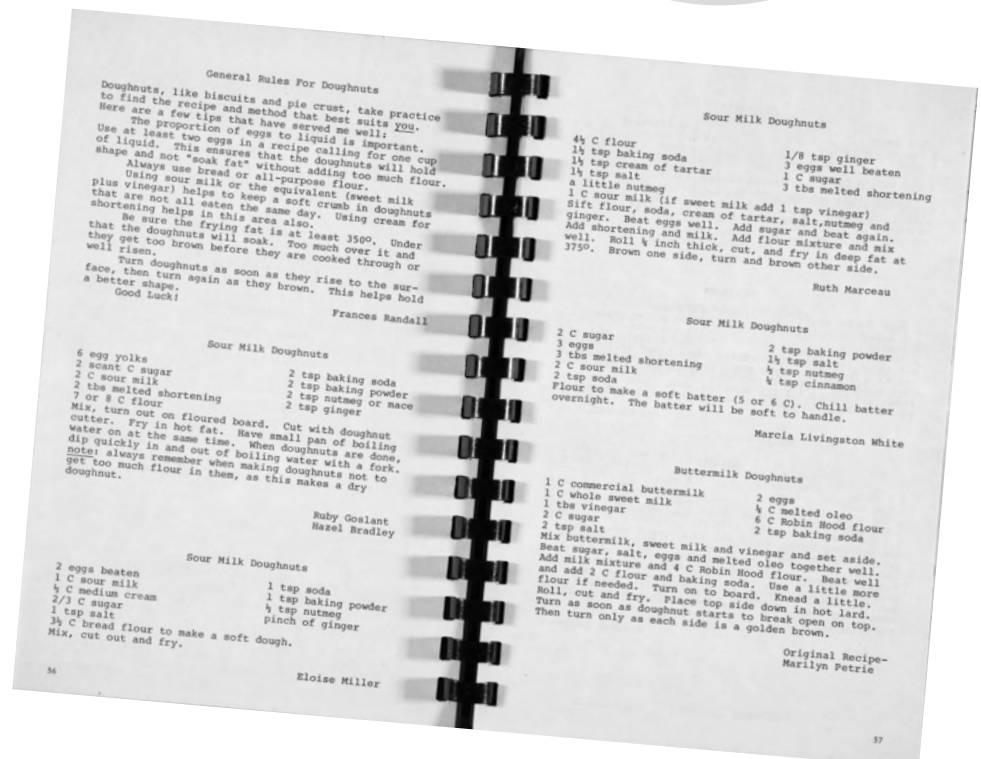 General Rules For Doughnuts
Doughnuts, like biscuits and pie crust, take practice
to find the recipe and method that best suits you.
Here are a few tips that have served me well:
The proportion of eggs to liquid is important.
Use at least two eggs in a recipe calling for one cup
of liquid. This ensures that the doughnuts will hold
shape and not "soak fat" without adding too much flour.
Always use bread or all-purpose flour.
Using sour milk or the equivalent (sweet milk
plus vinegar) helps to keep a soft crumb in doughnuts
that are not all eaten the same day. Using cream for
shortening helps in this area also.
Be sure the frying fat is at least 350º. Under
that the doughnuts will soak. Too much over it and
they get too brown before they are cooked through or
well risen.
Turn doughnuts as soon as they rise to the sur-
face, then turn again as they brown. This helps hold
a better shape.
Good Luck!
Frances Randall
Sour Milk Doughnuts
6 egg yolks
2 scant C sugar
2 C sour milk
2 tbs melted shortening
7 or 8 C flour
2 tsp baking soda
2 tsp baking powder
2 tsp nutmeg or mace
2 tsp ginger
Mix, turn out on floured board. Cut with doughnut
cutter. Fry in hot fat. Have small pan of boiling
water on at the same time. When doughnuts are done,
dip quickly in and out of boiling water with a fork.
note: always remember when making doughnuts not to
get too much flour in them, as this makes a dry
doughnut.
Ruby Goslant
Hazel Bradley
Sour Milk Doughnuts
2 eggs beaten
1 C sour milk
C medium cream
2/3 C sugar
1 tsp salt
1 tsp soda
1 tsp baking powder
tsp nutmeg
pinch of ginger
3½ C bread flour to make a soft dough.
Mix, cut out and fry.
Eloise Miller
56
Sour Milk Doughnuts
4½ C flour
1½ tsp baking soda
1½ tsp cream of tartar
1½ tsp salt
a little nutmeg
1/8 tsp ginger
3 eggs well beaten
1 C sugar
3 tbs melted shortening
1 C sour milk (if sweet milk add 1 tsp vinegar)
Sift flour, soda, cream of tartar, salt,nutmeg and
ginger. Beat eggs well. Add sugar and beat again.
Add shortening and milk. Add flour mixture and mix
well. Roll inch thick, cut, and fry in deep fat at
375º. Brown one side, turn and brown other side.
Ruth Marceau
Sour Milk Doughnuts
2 C sugar
3 eggs
3 tbs melted shortening
2 C sour milk
2 tsp soda
2 tsp baking powder
1½ tsp salt
tsp nutmeg
tsp cinnamon
Flour to make a soft batter (5 or 6 C). Chill batter
overnight. The batter will be soft to handle.
Marcia Livingston White
Buttermilk Doughnuts
1 C commercial buttermilk
1 C whole sweet milk
1 tbs vinegar
2 C sugar
2 tsp salt
2 eggs
C melted oleo
6 C Robin Hood flour
2 tsp baking soda
Mix buttermilk, sweet milk and vinegar and set aside.
Beat sugar, salt, eggs and melted oleo together well.
Add milk mixture and 4 C Robin Hood flour. Beat well
and add 2 C flour and baking soda. Use a little more
flour if needed. Turn on to board. Knead a little.
Roll, cut and fry. Place top side down in hot lard.
Turn as soon as doughnut starts to break open on top.
Then turn only as each side is a golden brown.
Original Recipe-
Marilyn Petrie
57